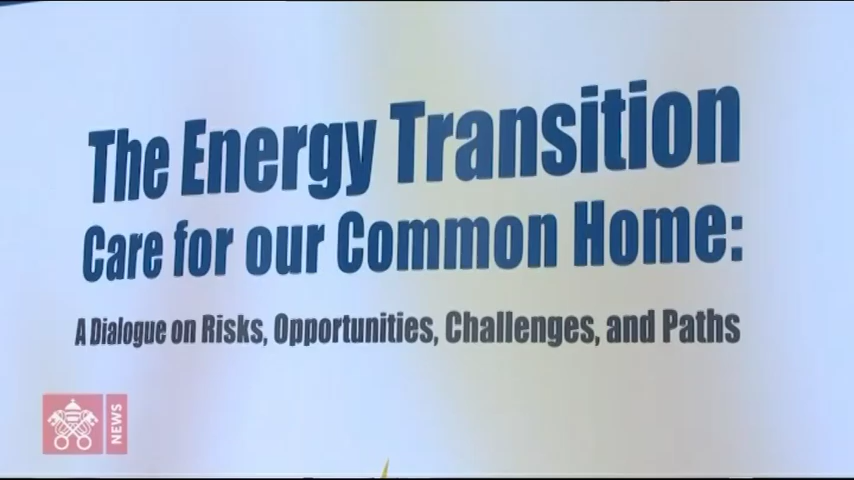 The Energy Transition
Care for our Common Home:
A Dialogue on Risks, Opportunities, Challenges, and Paths
NEWS